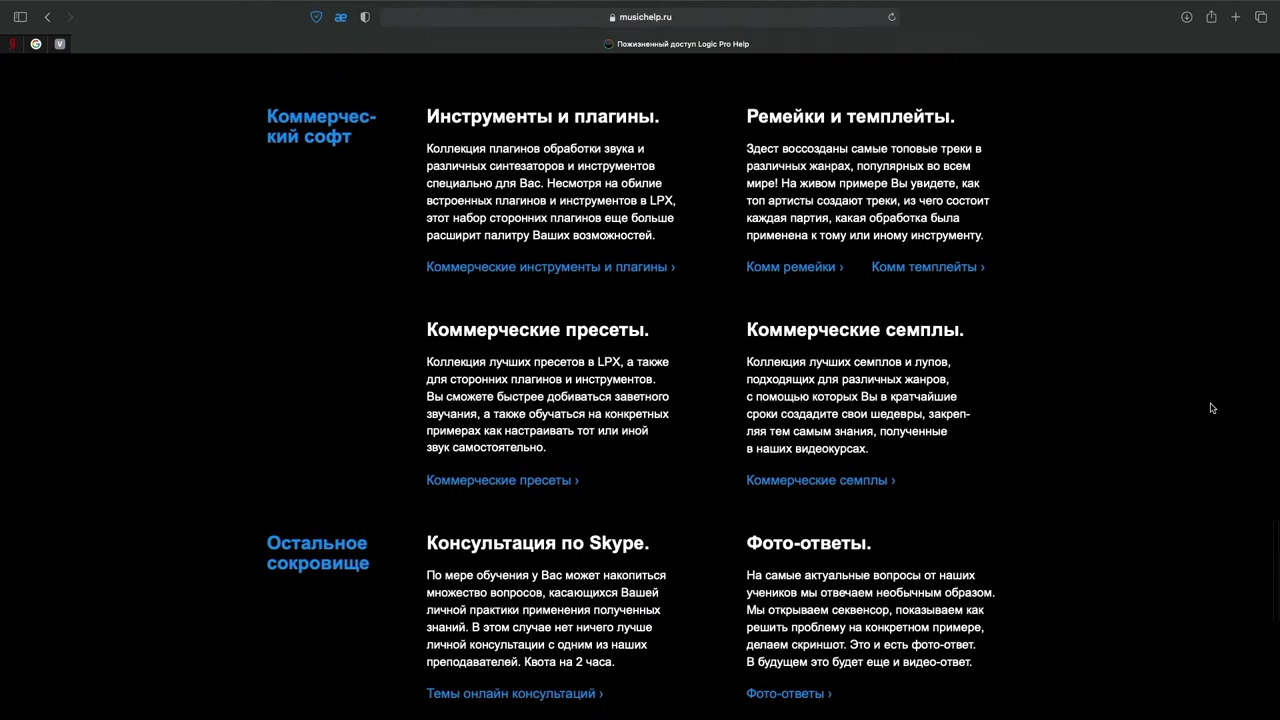 musichelp.ru
Пожизненный доступ Logic Pro Help
Коммерчес-
кий софт
Инструменты и плагины.
Коллекция плагинов обработки звука и
различных синтезаторов и инструментов
специально для Вас. Несмотря на обилие
встроенных плагинов и инструментов в LPX,
этот набор сторонних плагинов еще больше
расширит палитру Ваших возможностей.
Коммерческие инструменты и плагины ›
Ремейки и темплейты.
Здест воссозданы самые топовые треки в
различных жанрах, популярных во всем
мире! На живом примере Вы увидете, как
топ артисты создают треки, из чего состоит
каждая партия, какая обработка была
применена к тому или иному инструменту.
Комм ремейки › Комм темплейты ›
Коммерческие пресеты.
Коллекция лучших пресетов в LPX, а также
для сторонних плагинов и инструментов.
Вы сможете быстрее добиваться заветного
звучания, а также обучаться на конкретных
примерах как настраивать тот или иной
звук самостоятельно.
Коммерческие пресеты ›
Коммерческие семплы.
Коллекция лучших семплов и лупов,
подходящих для различных жанров,
с помощью которых Вы в кратчайшие
сроки создадите свои шедевры, закреп-
ляя тем самым знания, полученные
в наших видеокурсах.
Коммерческие семплы ›
Остальное
сокровище
Консультация по Skype.
По мере обучения у Вас может накопиться
множество вопросов, касающихся Вашей
личной практики применения полученных
знаний. В этом случае нет ничего лучше
личной консультации с одним из наших
преподавателей. Квота на 2 часа.
Темы онлайн консультаций ›
Фото-ответы.
На самые актуальные вопросы от наших
учеников мы отвечаем необычным образом.
Мы открываем секвенсор, показываем как
решить проблему на конкретном примере,
делаем скриншот. Это и есть фото-ответ.
В будущем это будет еще и видео-ответ.
Фото-ответы ›